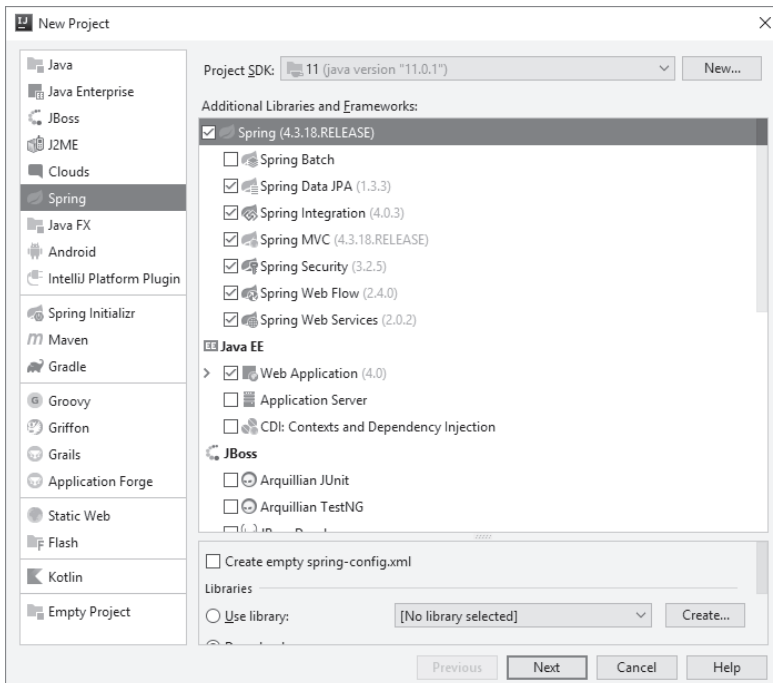 New Project
Java
Java Enterprise
JBoss
J2ME
Clouds
Spring
Java FX
Android
IntelliJ Platform Plugin
Spring Initializr
Maven
Gradle
Groovy
Griffon
Grails
Application Forge
Static Web
Flash
Kotlin
Empty Project
Project SDK: 11 (java version "11.0.1") New...
Additional Libraries and Frameworks:
Spring (4.3.18.RELEASE)
Spring Batch
Spring Data JPA (1.3.3)
Spring Integration (4.0.3)
Spring MVC (4.3.18.RELEASE)
Spring Security (3.2.5)
Spring Web Flow (2.4.0)
Spring Web Services (2.0.2)
Java EE
Web Application (4.0)
Application Server
CDI: Contexts and Dependency Injection
JBoss
Arquillian JUnit
Arquillian TestNG
Create empty spring-config.xml
Libraries
Use library: [No library selected] Create...
Previous Next Cancel Help